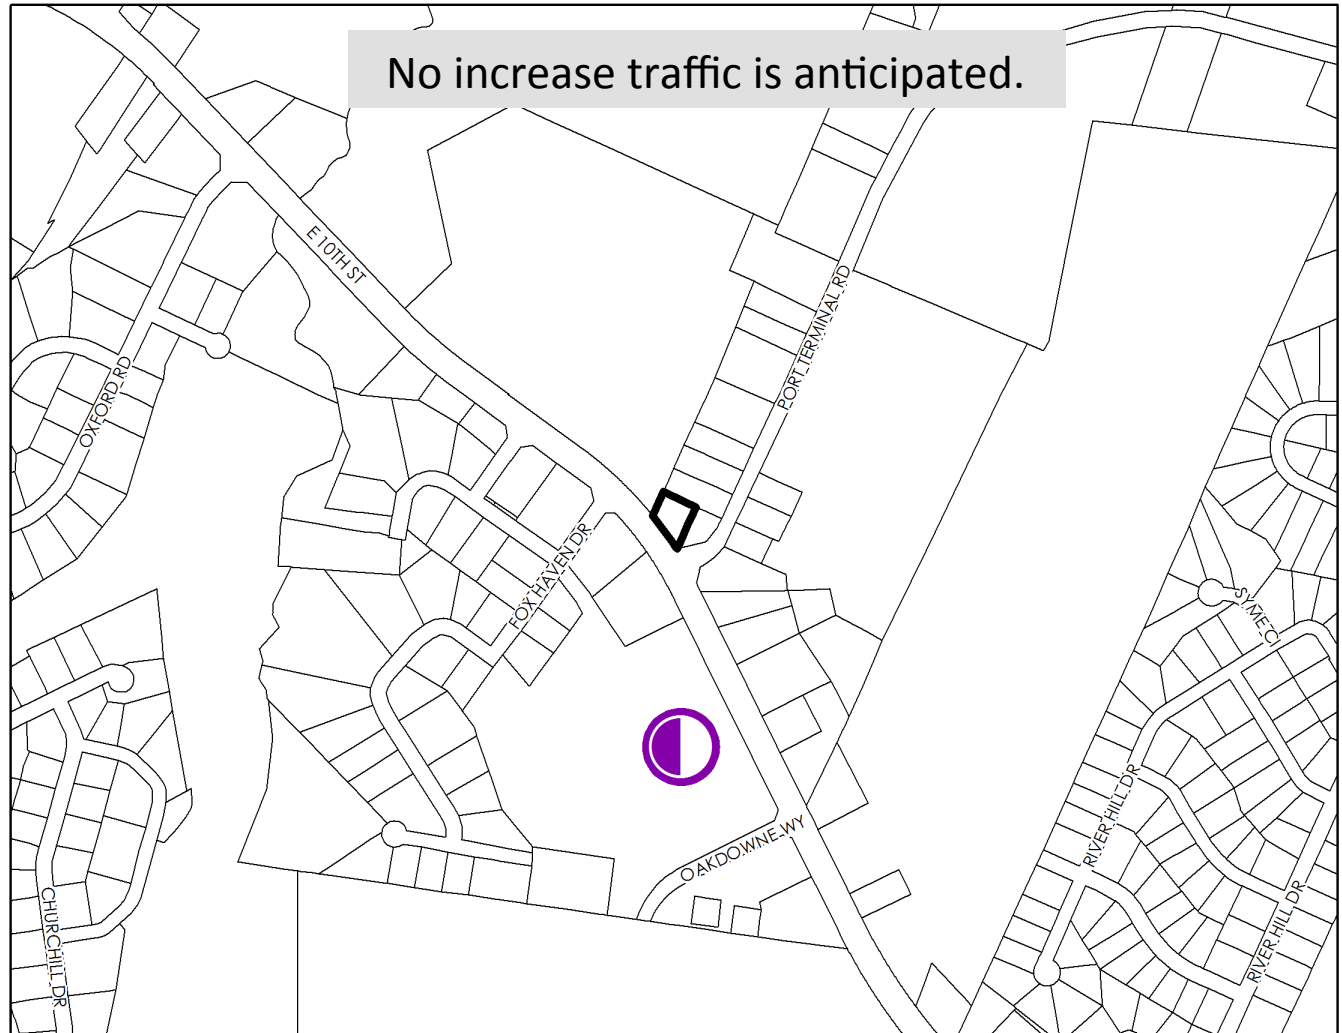 No increase traffic is anticipated.
E 10TH ST
PORT TERMINAL RD
OXFORD RD
FOX HAVEN DR
SYME CI
RIVER HILL DR
OAKDOWNE WY
CHURCHILL DR
RIVER HILL DR